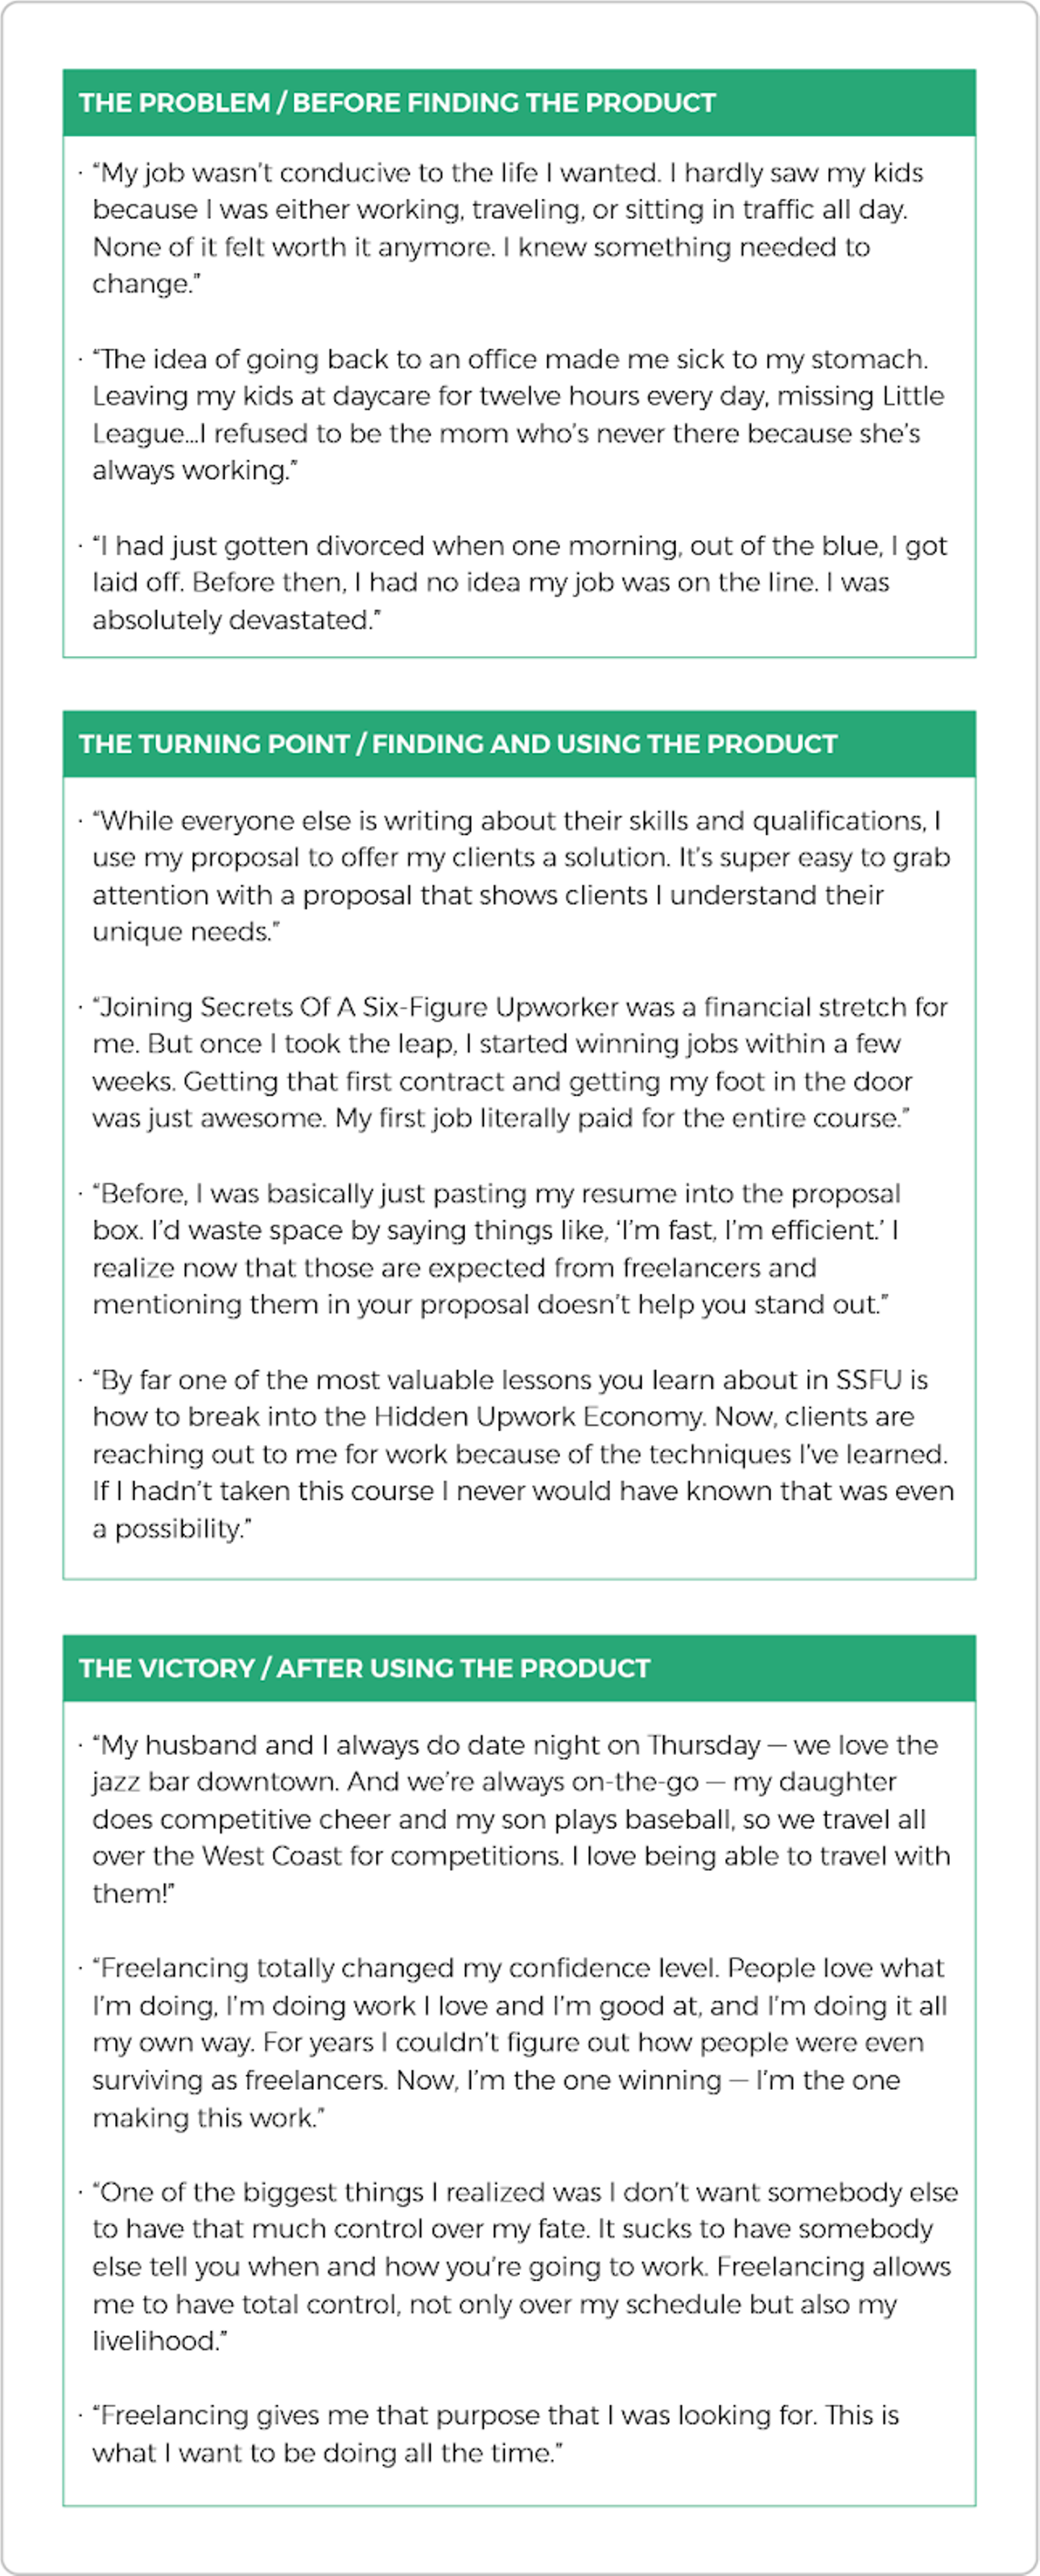 THE PROBLEM / BEFORE FINDING THE PRODUCT
· “My job wasn’t conducive to the life I wanted. I hardly saw my kids
because I was either working, traveling, or sitting in traffic all day.
None of it felt worth it anymore. I knew something needed to
change.”
· “The idea of going back to an office made me sick to my stomach.
Leaving my kids at daycare for twelve hours every day, missing Little
League...I refused to be the mom who’s never there because she’s
always working.”
· “I had just gotten divorced when one morning, out of the blue, I got
laid off. Before then, I had no idea my job was on the line. I was
absolutely devastated.”
THE TURNING POINT / FINDING AND USING THE PRODUCT
· “While everyone else is writing about their skills and qualifications, I
use my proposal to offer my clients a solution. It’s super easy to grab
attention with a proposal that shows clients I understand their
unique needs.”
· “Joining Secrets Of A Six-Figure Upworker was a financial stretch for
me. But once I took the leap, I started winning jobs within a few
weeks. Getting that first contract and getting my foot in the door
was just awesome. My first job literally paid for the entire course.”
· “Before, I was basically just pasting my resume into the proposal
box. I’d waste space by saying things like, ‘I’m fast, I’m efficient.’ I
realize now that those are expected from freelancers and
mentioning them in your proposal doesn’t help you stand out.”
· “By far one of the most valuable lessons you learn about in SSFU is
how to break into the Hidden Upwork Economy. Now, clients are
reaching out to me for work because of the techniques I’ve learned.
If I hadn’t taken this course I never would have known that was even
a possibility.”
THE VICTORY / AFTER USING THE PRODUCT
· “My husband and I always do date night on Thursday — we love the
jazz bar downtown. And we’re always on-the-go — my daughter
does competitive cheer and my son plays baseball, so we travel all
over the West Coast for competitions. I love being able to travel with
them!”
· “Freelancing totally changed my confidence level. People love what
I’m doing, I’m doing work I love and I’m good at, and I’m doing it all
my own way. For years I couldn’t figure out how people were even
surviving as freelancers. Now, I’m the one winning — I’m the one
making this work.”
· “One of the biggest things I realized was I don’t want somebody else
to have that much control over my fate. It sucks to have somebody
else tell you when and how you’re going to work. Freelancing allows
me to have total control, not only over my schedule but also my
livelihood.”
· “Freelancing gives me that purpose that I was looking for. This is
what I want to be doing all the time.”